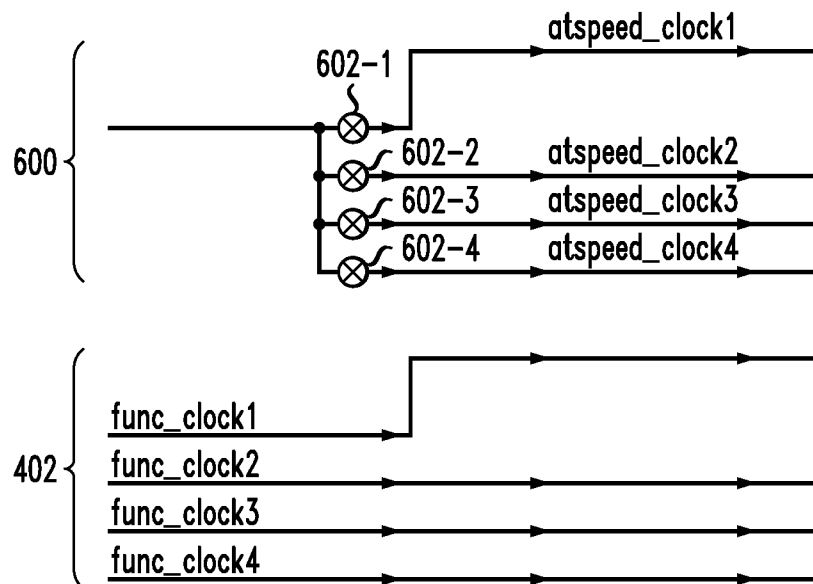 atspeed_clock1
602-1
602-2
atspeed_clock2
600
602-3
atspeed_clock3
602-4
atspeed_clock4
func_clock1
402
func_clock2
func_clock3
func_clock4